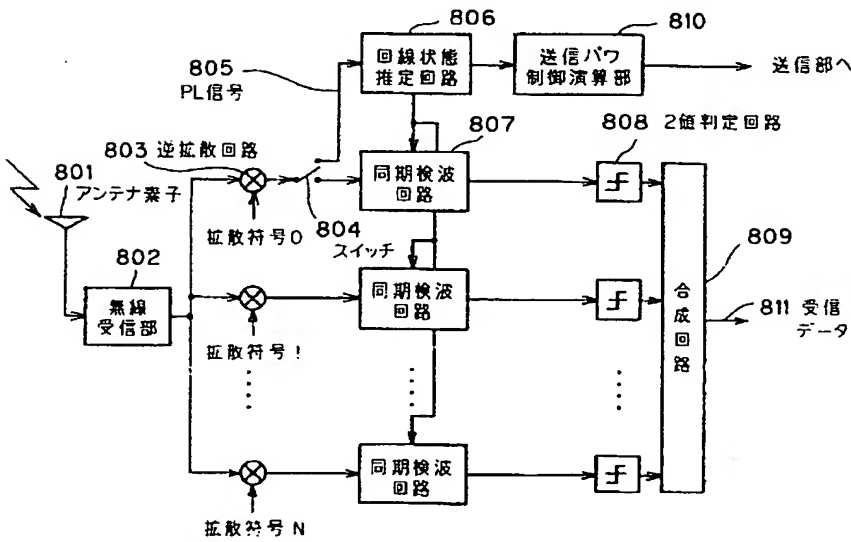 806
810
回線状態
推定回路
送信パワ
制御演算部
送信部へ
805
PL信号
807
808 2値判定回路
803 逆拡散回路
同期検波
回路
801
アンテナ素子
拡散符号0
804
スイッチ
802
無線
受信部
同期検波
回路
809
合成回路
811 受信
データ
拡散符号!
同期検波
回路
拡散符号N